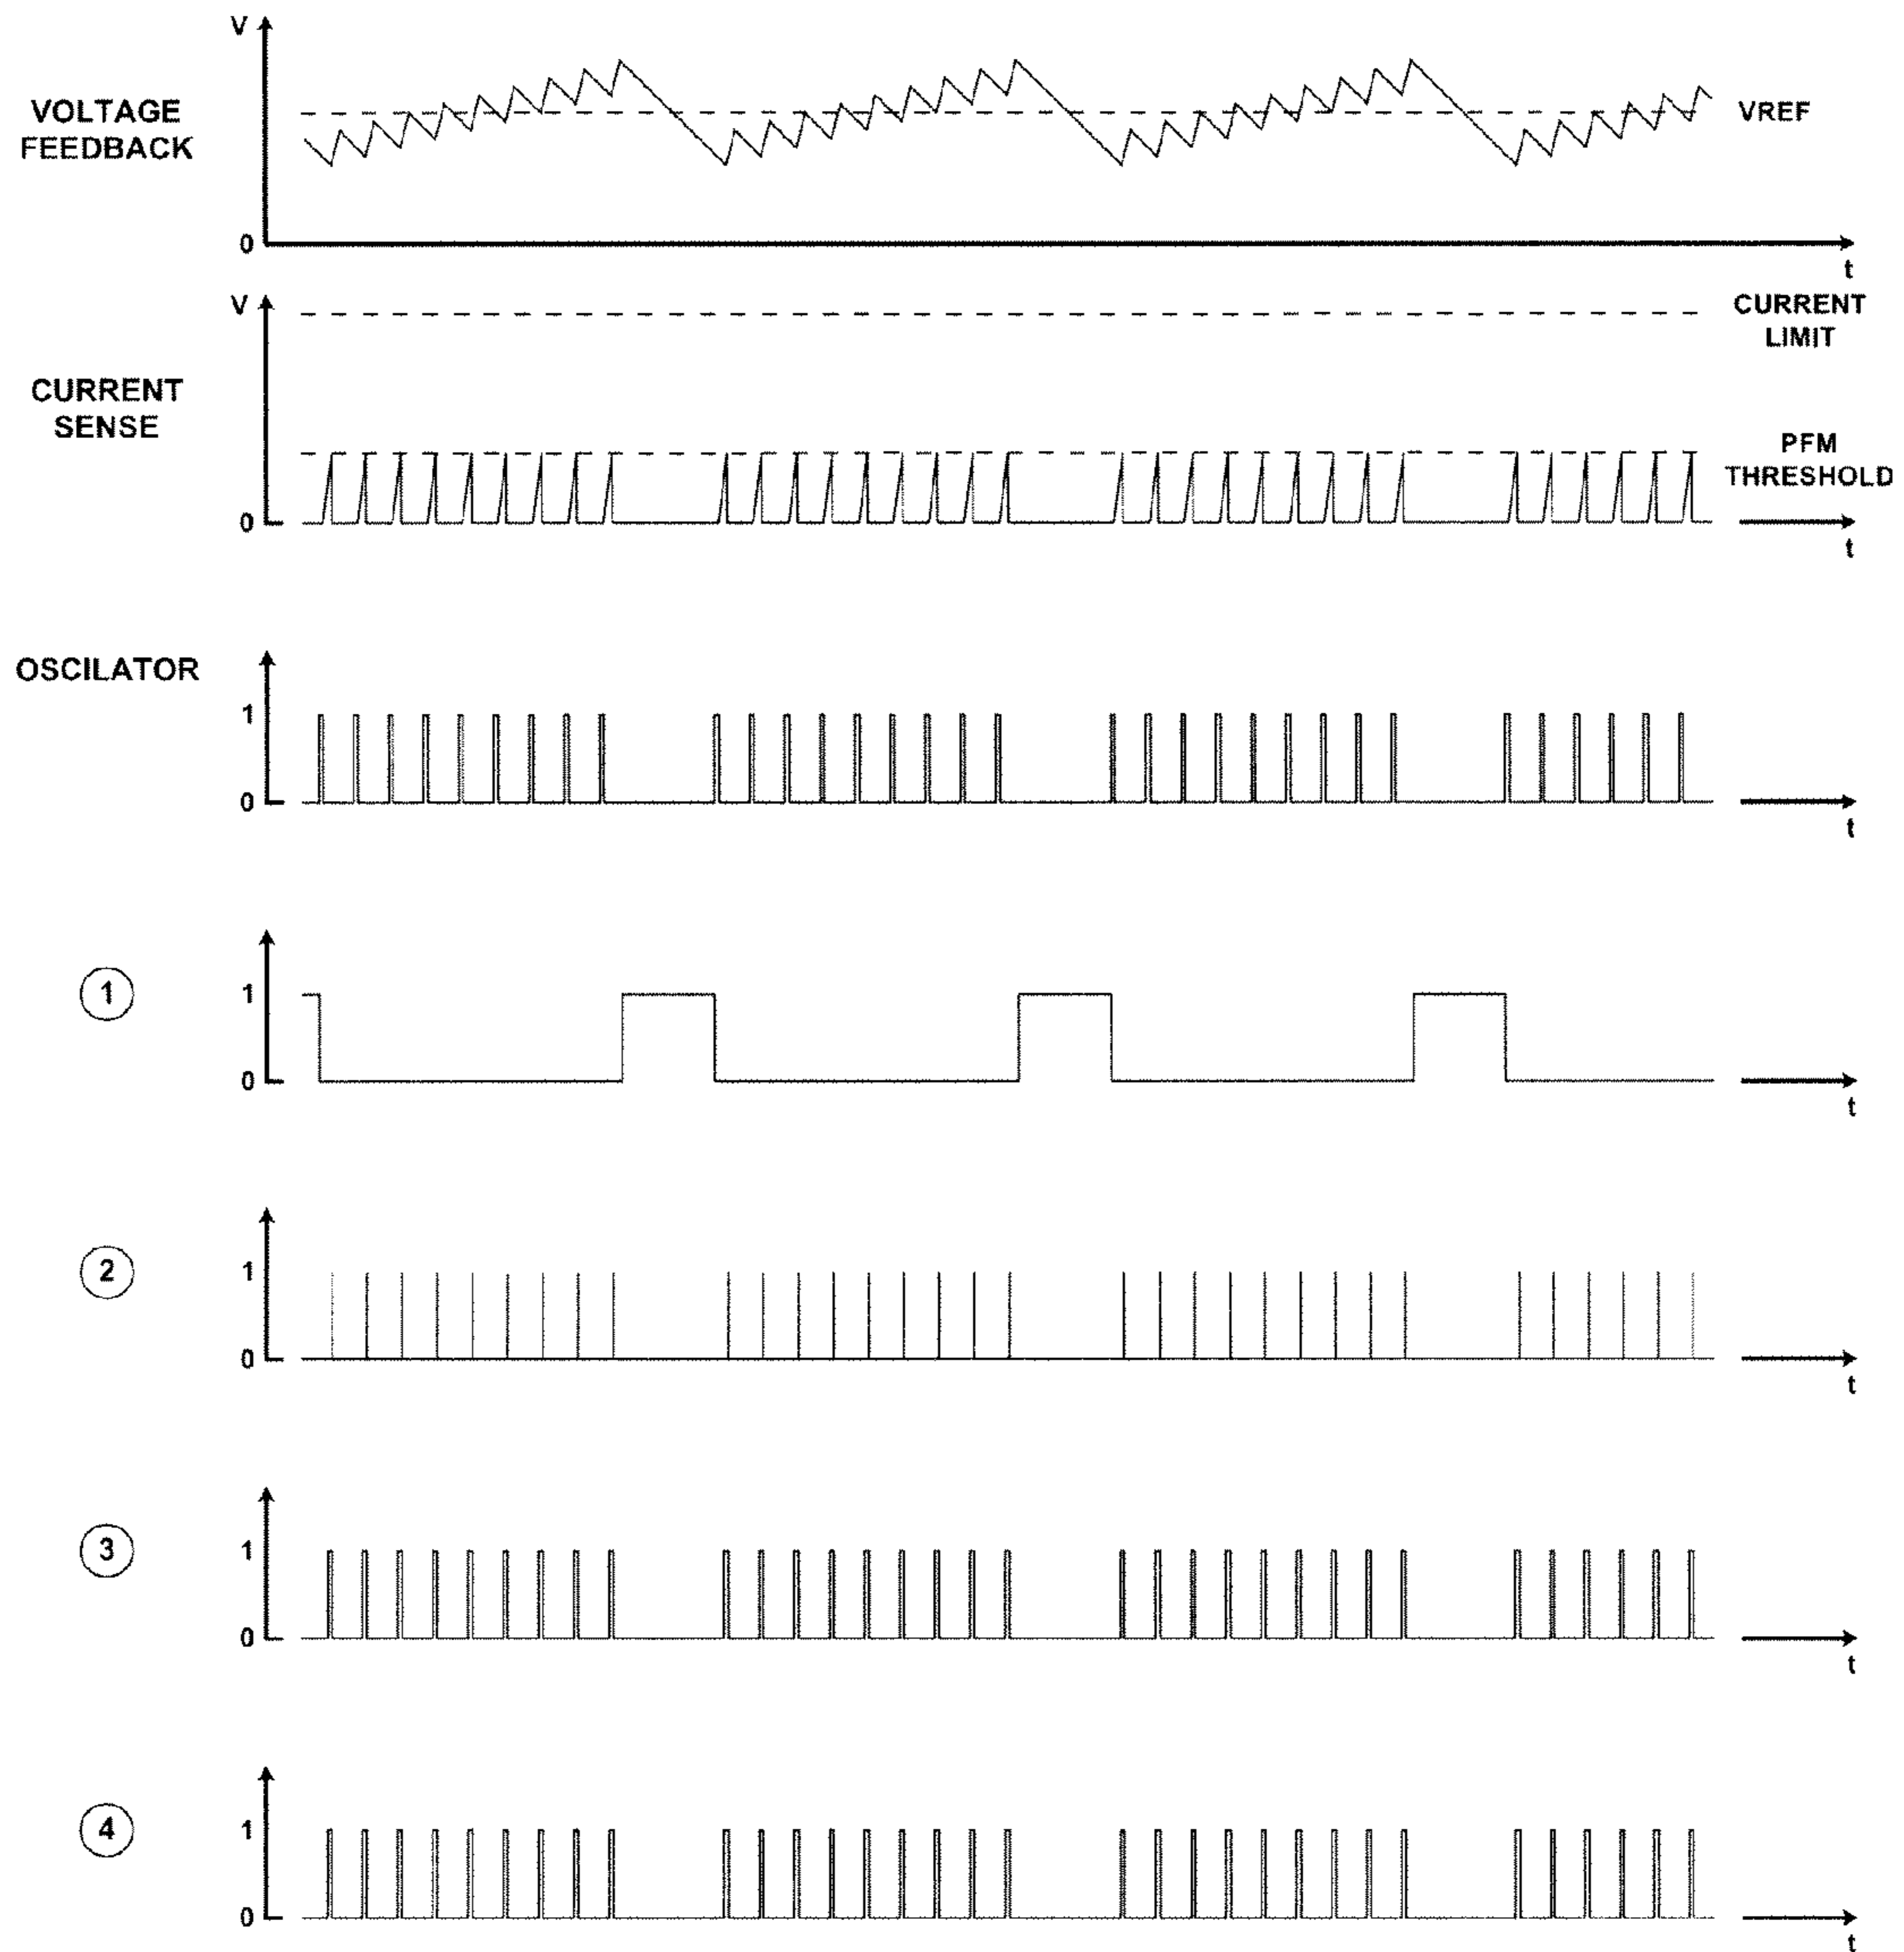 V
VOLTAGE
FEEDBACK
VREF
0
t
V
CURRENT
LIMIT
CURRENT
SENSE
PFM
THRESHOLD
0
t
OSCILATOR
1
0
t
1
1
0
t
2
1
0
t
3
1
0
t
4
1
0
t